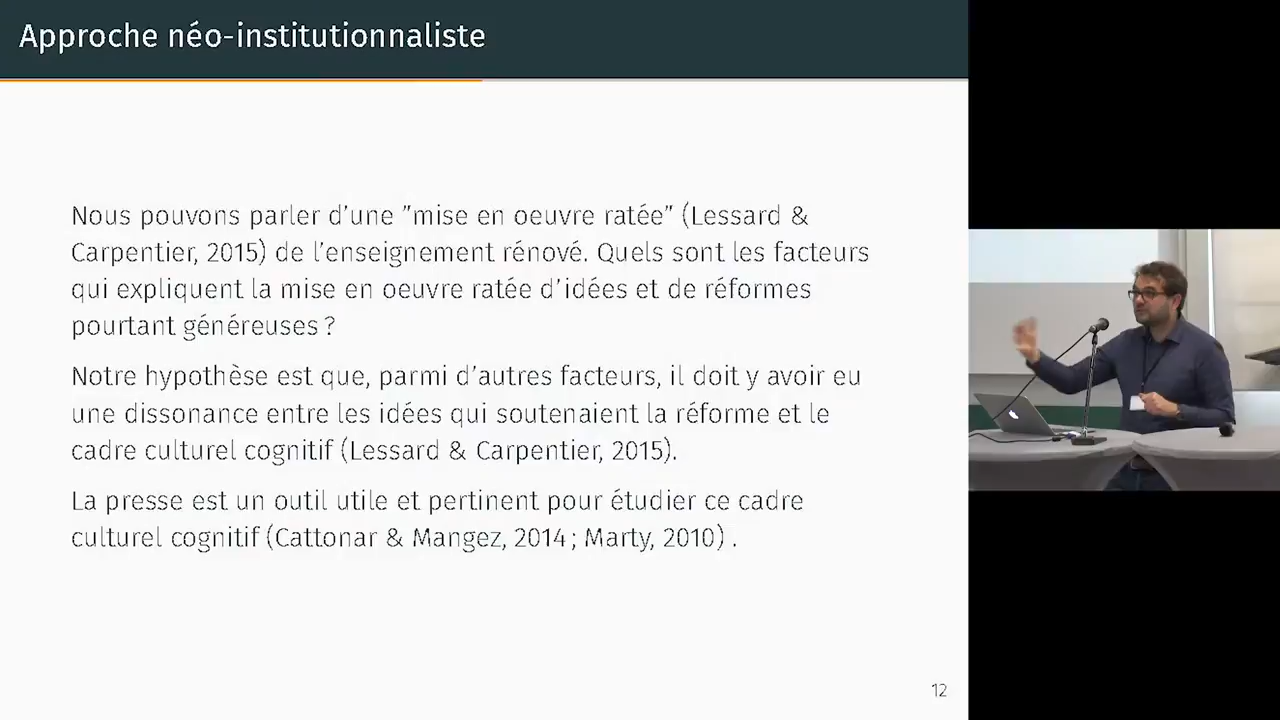 Approche néo-institutionnaliste
Nous pouvons parler d'une "mise en oeuvre ratée" (Lessard &
Carpentier, 2015) de l'enseignement rénové. Quels sont les facteurs
qui expliquent la mise en oeuvre ratée d'idées et de réformes
pourtant généreuses ?
Notre hypothèse est que, parmi d'autres facteurs, il doit y avoir eu
une dissonance entre les idées qui soutenaient la réforme et le
cadre culturel cognitif (Lessard & Carpentier, 2015).
La presse est un outil utile et pertinent pour étudier ce cadre
culturel cognitif (Cattonar & Mangez, 2014 ; Marty, 2010) .
12